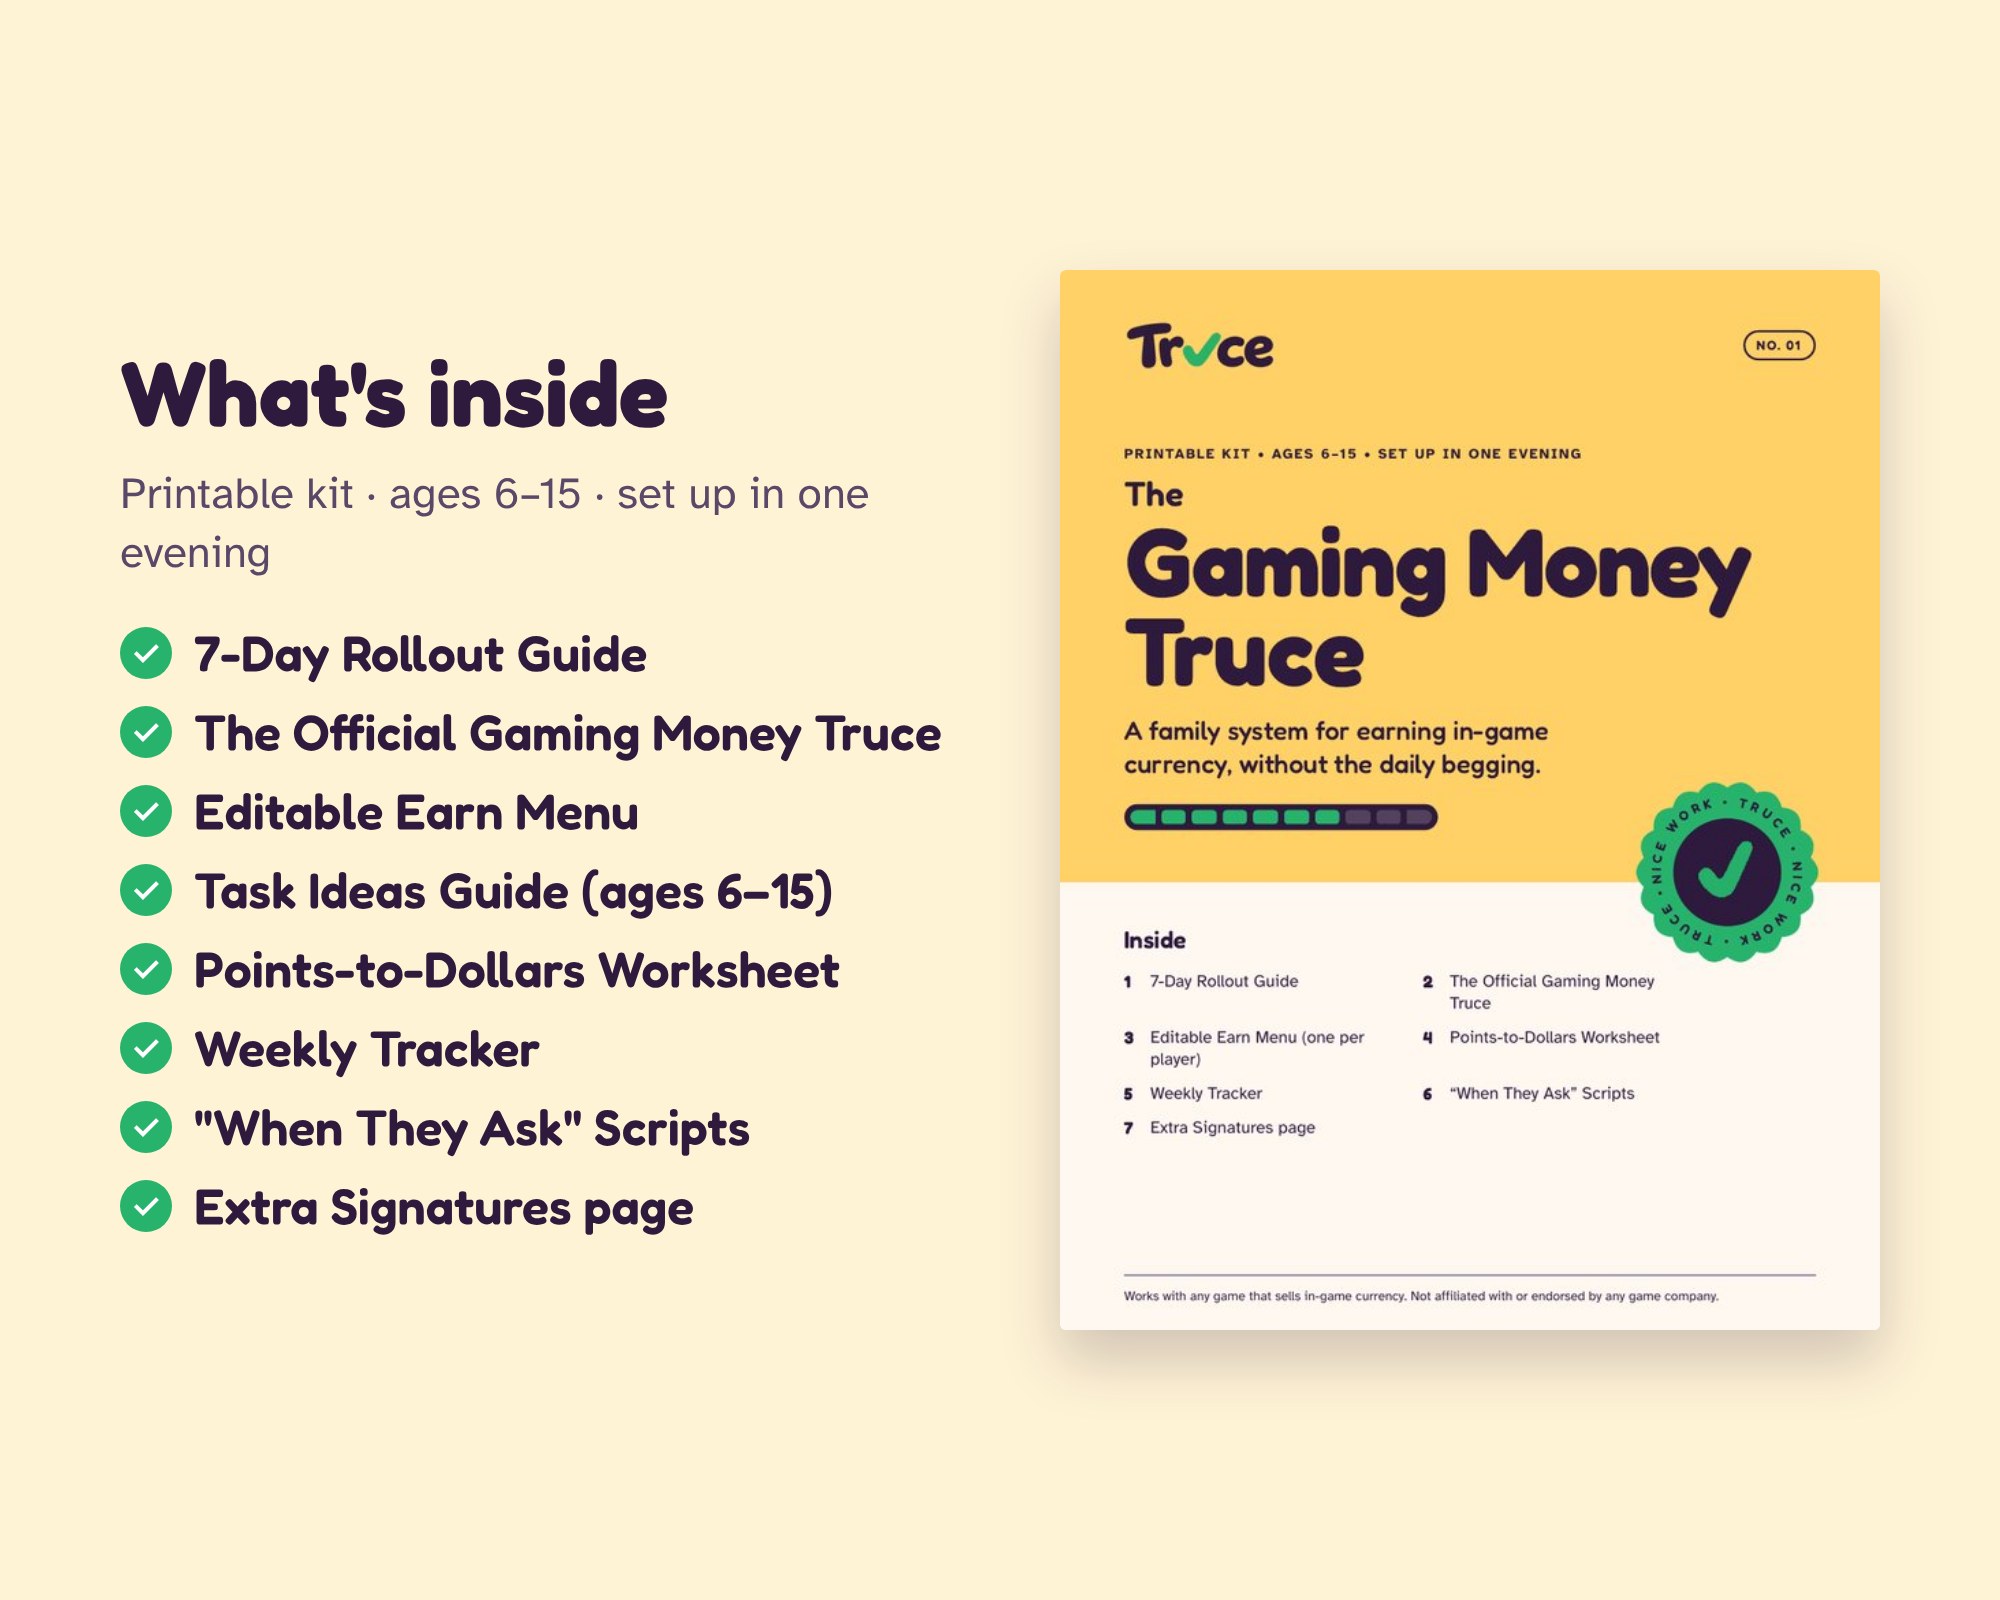 What's inside
Printable kit · ages 6–15 · set up in one
evening
7-Day Rollout Guide
The Official Gaming Money Truce
Editable Earn Menu
Task Ideas Guide (ages 6–15)
Points-to-Dollars Worksheet
Weekly Tracker
"When They Ask" Scripts
Extra Signatures page
Truce
NO. 01
PRINTABLE KIT • AGES 6–15 • SET UP IN ONE EVENING
The
Gaming Money
Truce
A family system for earning in-game
currency, without the daily begging.
NICE WORK · TRUCE · NICE WORK · TRUCE ·
Inside
1 7-Day Rollout Guide
2 The Official Gaming Money
Truce
3 Editable Earn Menu (one per
player)
4 Points-to-Dollars Worksheet
5 Weekly Tracker
6 “When They Ask” Scripts
7 Extra Signatures page
Works with any game that sells in-game currency. Not affiliated with or endorsed by any game company.